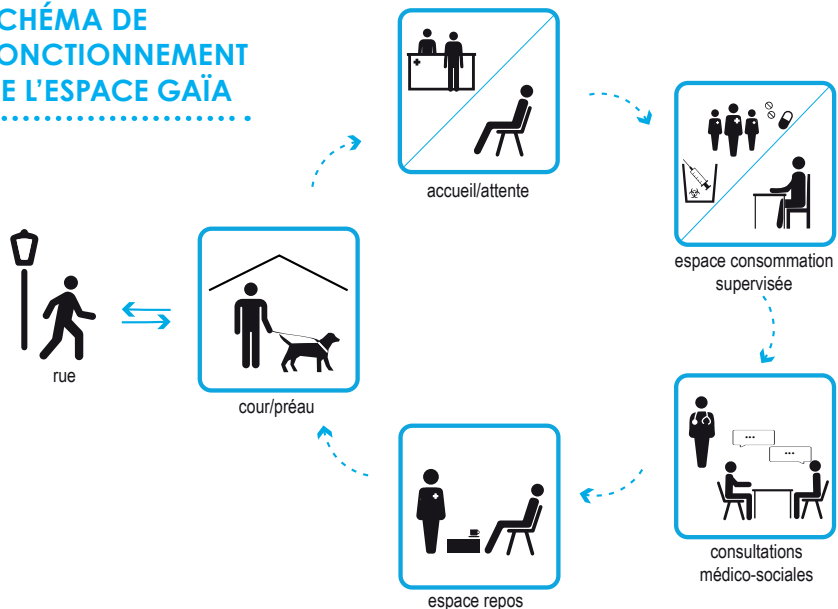 CHÉMA DE
ONCTIONNEMENT
E L'ESPACE GAÏA
accueil/attente
espace consommation
supervisée
rue
cour/préau
consultations
médico-sociales
espace repos